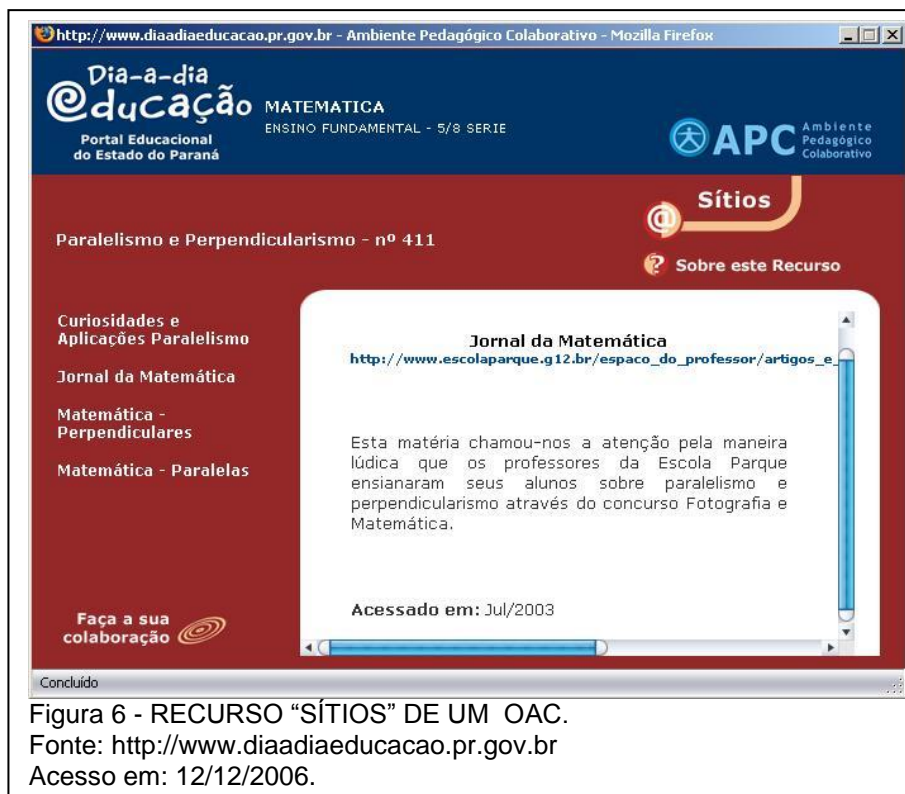 http://www.diaadiaeducacao.pr.gov.br - Ambiente Pedagógico Colaborativo - Mozilla Firefox
Dia-a-dia
@ducação
Portal Educacional
do Estado do Paraná
MATEMATICA
ENSINO FUNDAMENTAL - 5/8 SERIE
APC
Ambiente
Pedagógico
Colaborativo
@ Sítios
Paralelismo e Perpendicularismo - nº 411
? Sobre este Recurso
Curiosidades e
Aplicações Paralelismo
Jornal da Matemática
Matemática -
Perpendiculares
Matemática - Paralelas
Jornal da Matemática
http://www.escolaparque.g12.br/espaco_do_professor/artigos_e_
Esta matéria chamou-nos a atenção pela maneira
lúdica que os professores da Escola Parque
ensianaram seus alunos sobre paralelismo e
perpendicularismo através do concurso Fotografia e
Matemática.
Acessado em: Jul/2003
Faça a sua
colaboração
Concluído
Figura 6 - RECURSO “SÍTIOS” DE UM OAC.
Fonte: http://www.diaadiaeducacao.pr.gov.br
Acesso em: 12/12/2006.